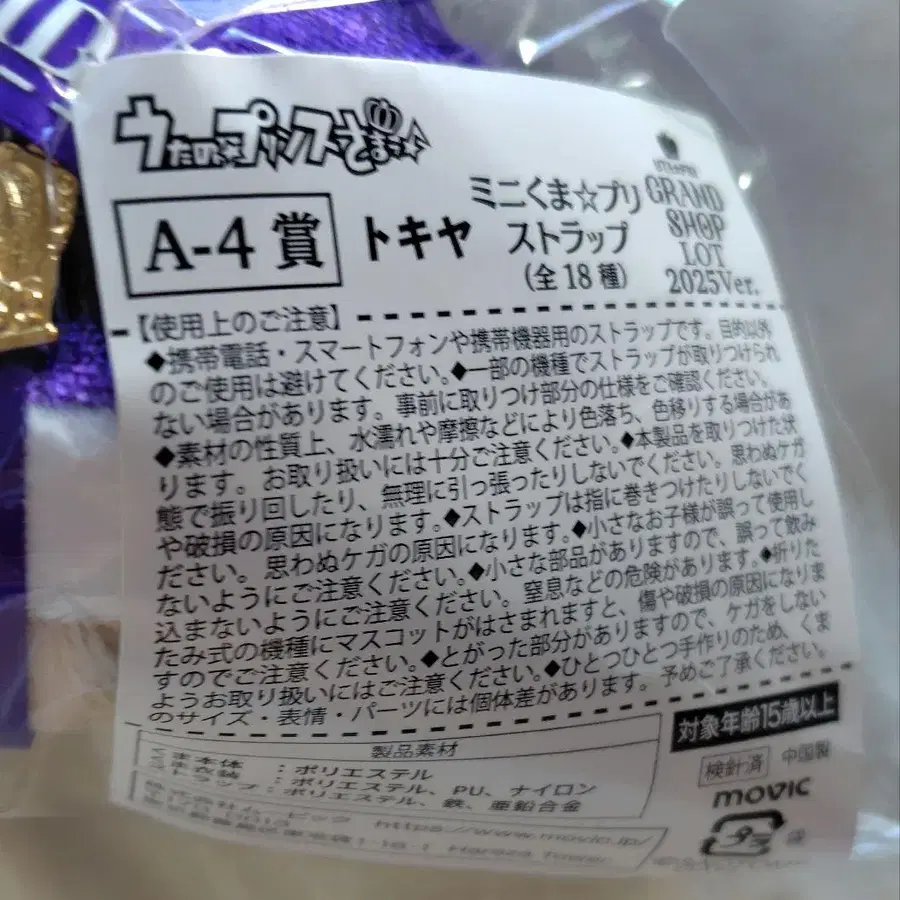 うたの☆プリンスさまっ♪
A-4 賞
トキヤ
ミニくま☆プリ
ストラップ
(全18種)
GRAND
SHOP
LOT
2025Ver.
【使用上のご注意】
◆携帯電話・スマートフォンや携帯機器用のストラップです。目的以外
のご使用は避けてください。◆一部の機種でストラップが取りつけられ
ない場合があります。事前に取りつけ部分の仕様をご確認ください。
◆素材の性質上、水濡れや摩擦などにより色落ち、色移りする場合があ
ります。お取り扱いには十分ご注意ください。◆本製品を取りつけた状
態で振り回したり、無理に引っ張ったりしないでください。思わぬケガ
や破損の原因になります。◆ストラップは指に巻きつけたりしないでく
ださい。思わぬケガの原因になります。◆小さなお子様が誤って使用し
ないようにご注意ください。◆小さな部品がありますので、誤って飲み
込まないようにご注意ください。窒息などの危険があります。◆折りた
たみ式の機種にマスコットがはさまれますと、傷や破損の原因になりま
すのでご注意ください。◆とがった部分がありますので、ケガをしない
ようお取り扱いにはご注意ください。◆ひとつひとつ手作りのため、くま
のサイズ・表情・パーツには個体差があります。予めご了承ください。
対象年齢15歳以上
製品素材
くま本体 : ポリエステル
くま衣装 : ポリエステル、PU、ナイロン
ストラップ : ポリエステル、鉄、亜鉛合金
検針済
中国製
movic
株式会社ムービック https://www.movic.jp/
プラ